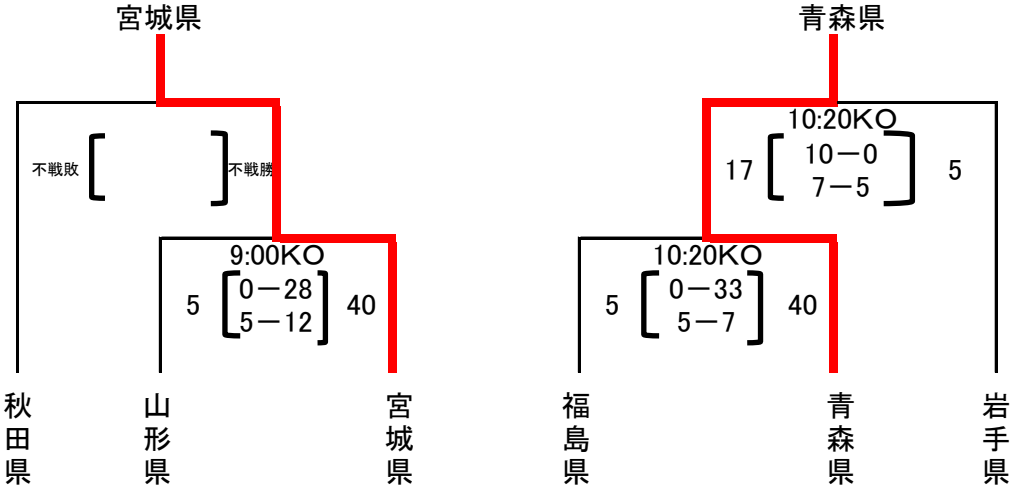 宮城県
青森県
不戦敗
不戦勝
10:20KO
17
10－0
7－5
5
9:00KO
5
0－28
5－12
40
10:20KO
5
0－33
5－7
40
秋田県
山形県
宮城県
福島県
青森県
岩手県